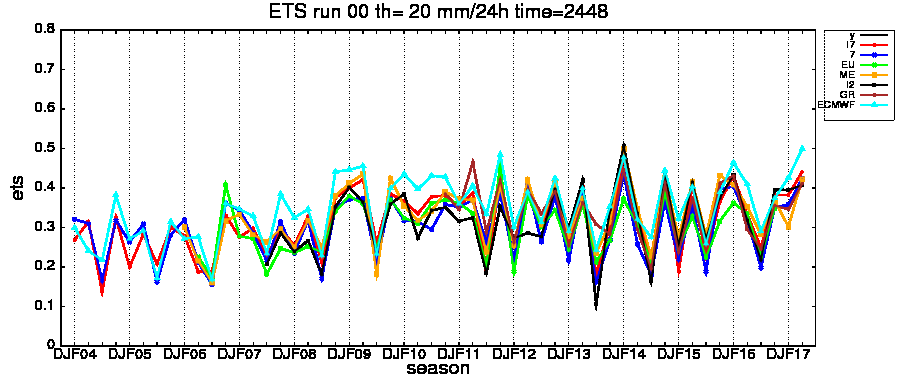 ETS run 00 th= 20 mm/24h time=2448
0.8
0.7
0.6
0.5
0.4
0.3
0.2
0.1
0
ets
DJF04 DJF05 DJF06 DJF07 DJF08 DJF09 DJF10 DJF11 DJF12 DJF13 DJF14 DJF15 DJF16 DJF17
season
y
I7
7
EU
ME
I2
GR
ECMWF